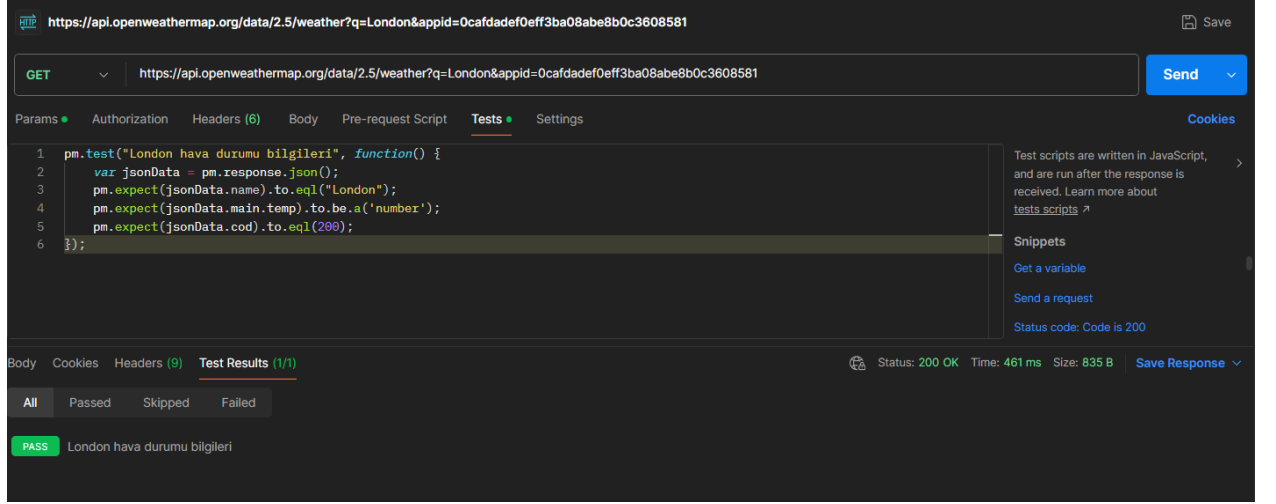 HTTP https://api.openweathermap.org/data/2.5/weather?q=London&appid=0cafdadef0eff3ba08abe8b0c3608581 Save
GET https://api.openweathermap.org/data/2.5/weather?q=London&appid=0cafdadef0eff3ba08abe8b0c3608581 Send
Params Authorization Headers (6) Body Pre-request Script Tests Settings Cookies
1 pm.test("London hava durumu bilgileri", function() {
2 var jsonData = pm.response.json();
3 pm.expect(jsonData.name).to.eql("London");
4 pm.expect(jsonData.main.temp).to.be.a('number');
5 pm.expect(jsonData.cod).to.eql(200);
6 });
Test scripts are written in JavaScript,
and are run after the response is
received. Learn more about
tests scripts ↗
Snippets
Get a variable
Send a request
Status code: Code is 200
Body Cookies Headers (9) Test Results (1/1) Status: 200 OK Time: 461 ms Size: 835 B Save Response
All Passed Skipped Failed
PASS London hava durumu bilgileri